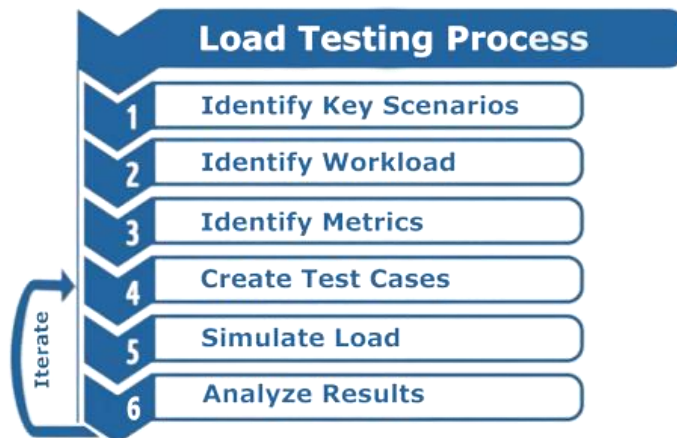 Load Testing Process
1 Identify Key Scenarios
2 Identify Workload
3 Identify Metrics
4 Create Test Cases
5 Simulate Load
6 Analyze Results
Iterate